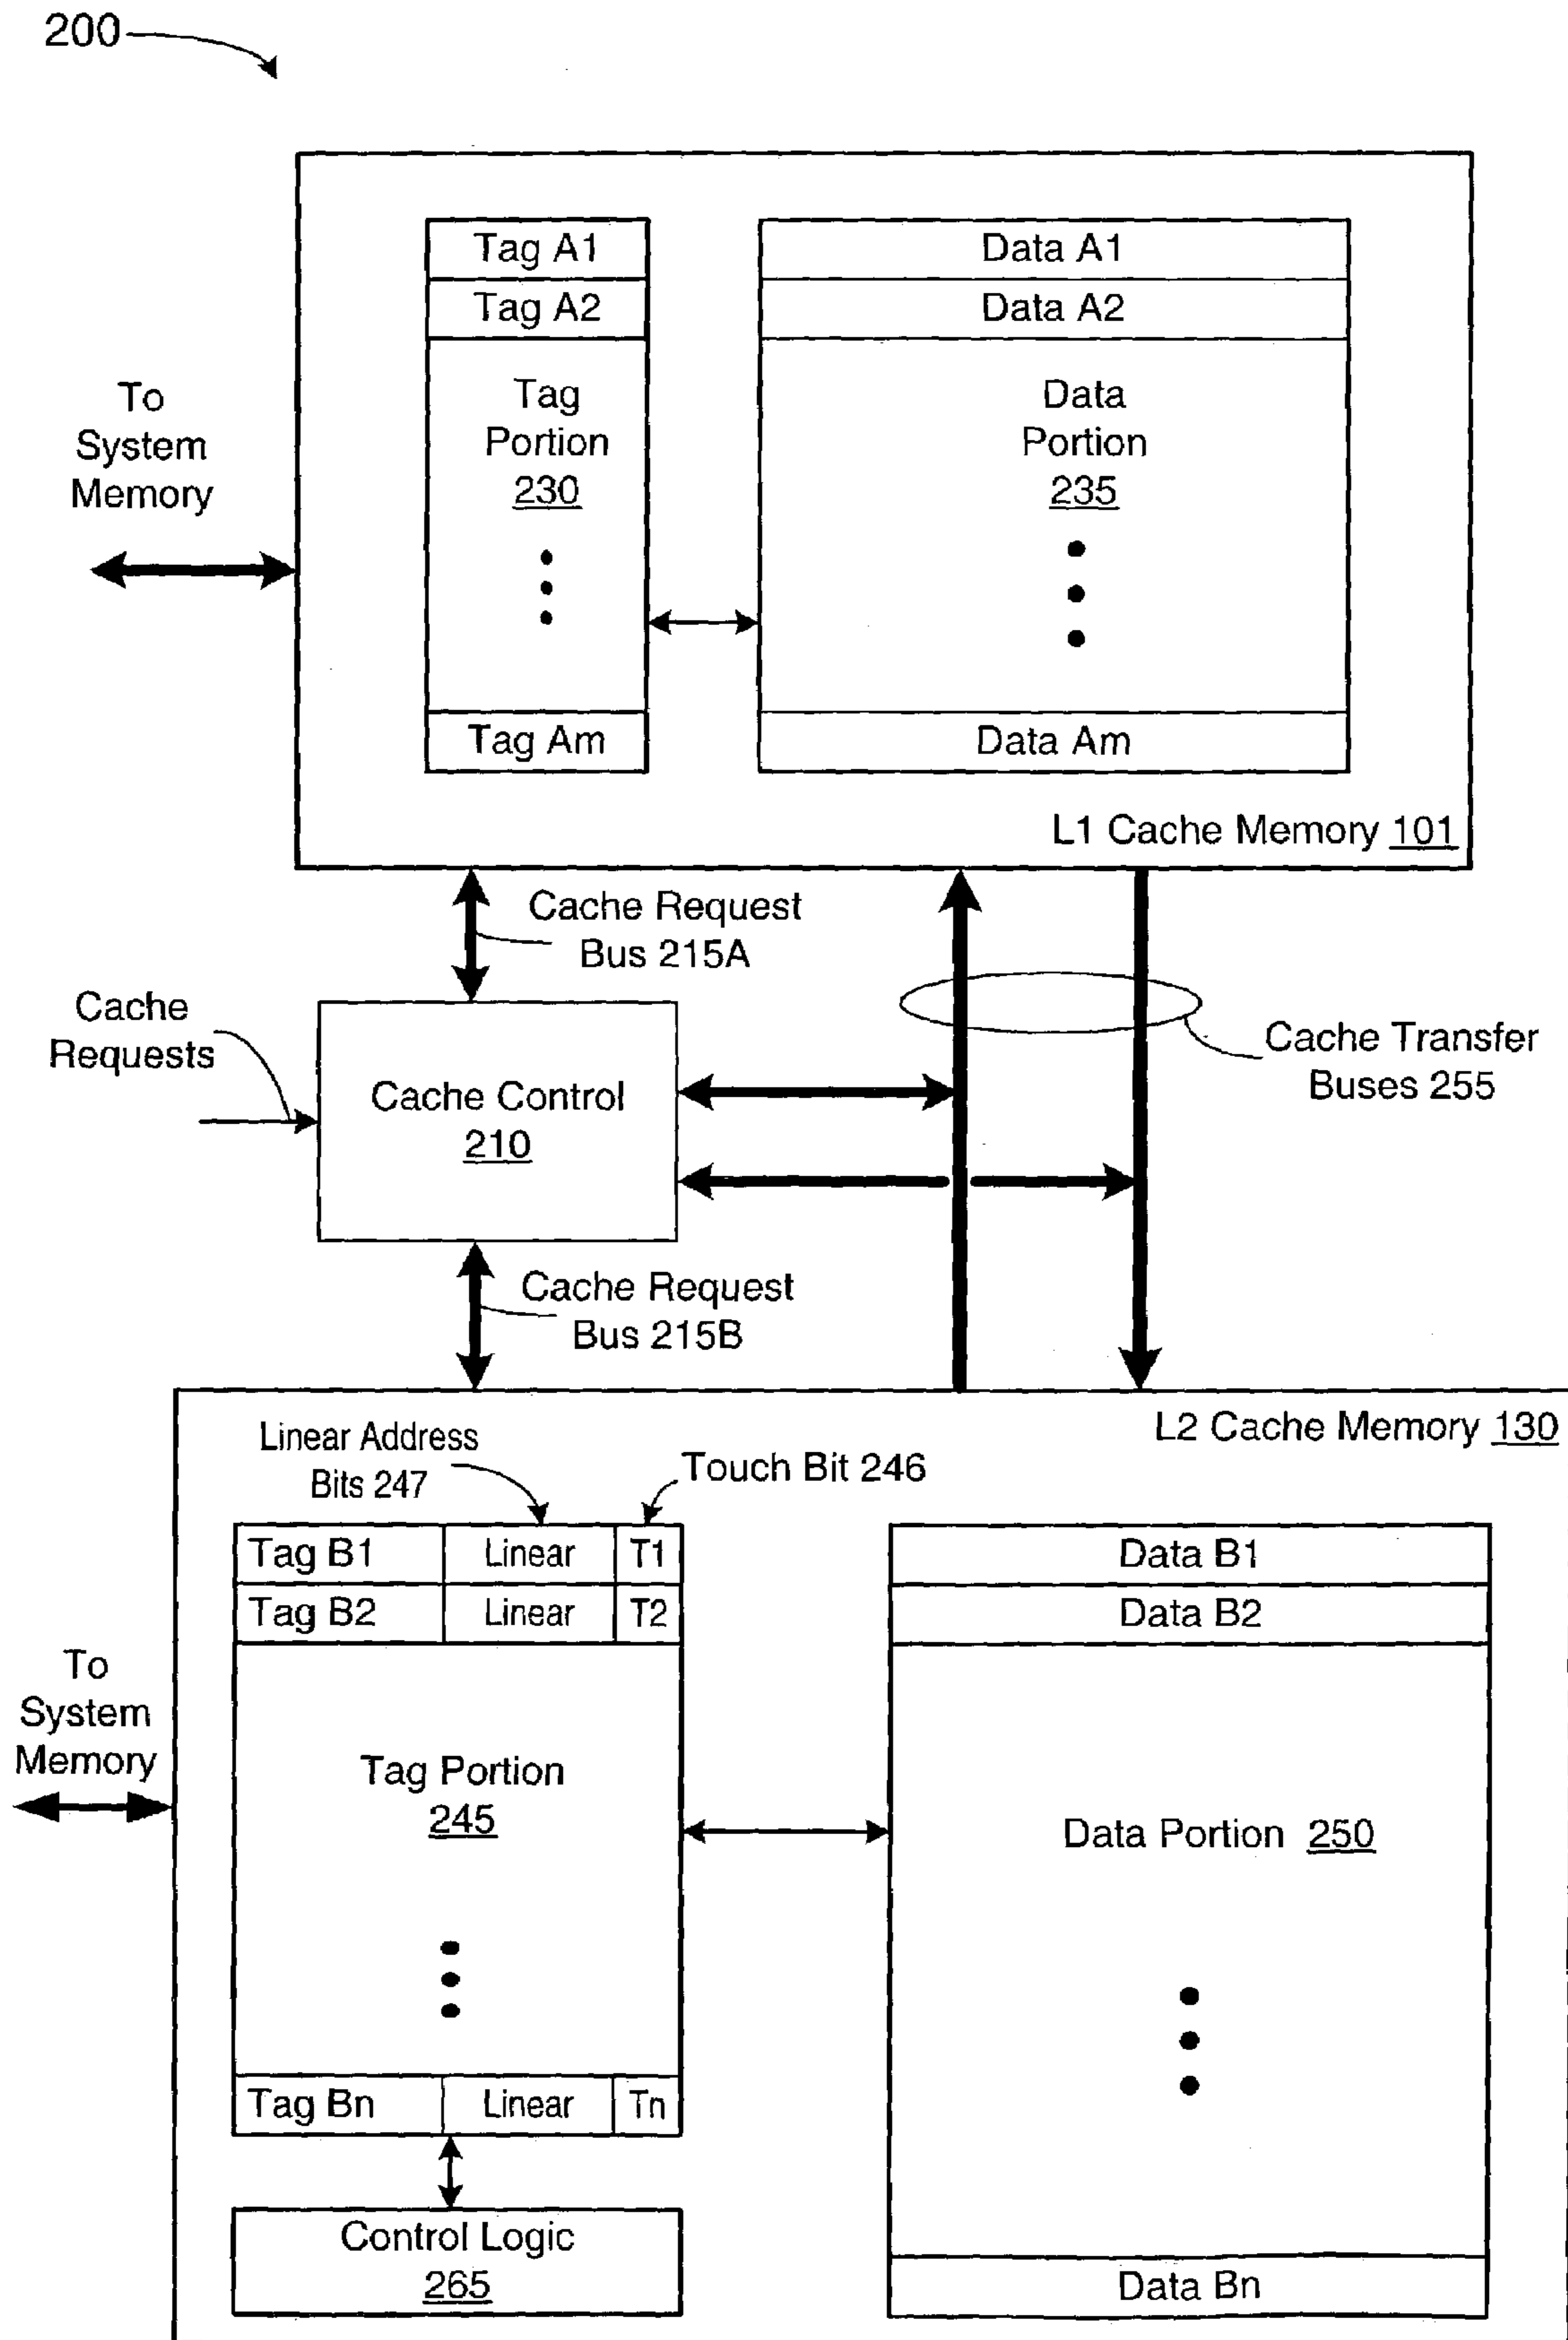 200
Tag A1
Data A1
Tag A2
Data A2
To
System
Memory
Tag
Portion
230
Data
Portion
235
Tag Am
Data Am
L1 Cache Memory 101
Cache Request
Bus 215A
Cache
Requests
Cache Control
210
Cache Transfer
Buses 255
Cache Request
Bus 215B
L2 Cache Memory 130
Linear Address
Bits 247
Touch Bit 246
Tag B1
Linear
T1
Data B1
Tag B2
Linear
T2
Data B2
To
System
Memory
Tag Portion
245
Data Portion 250
Tag Bn
Linear
Tn
Control Logic
265
Data Bn